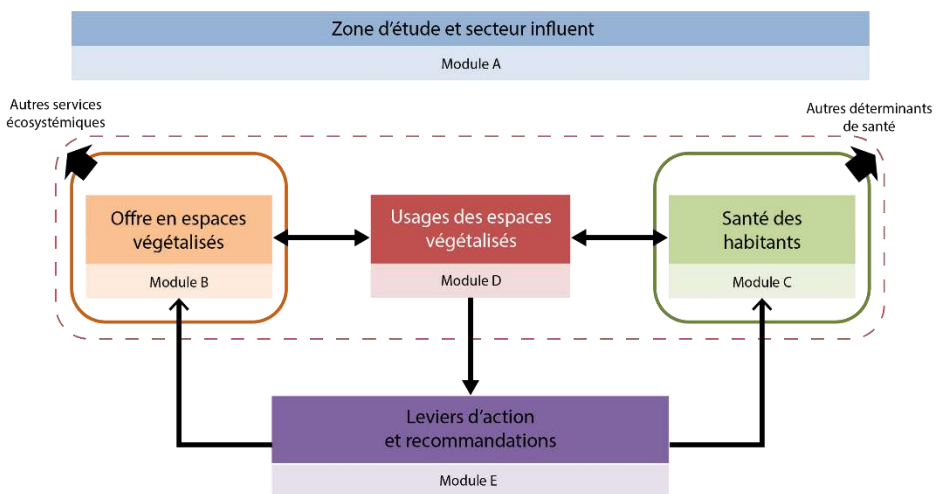 Zone d'étude et secteur influent
Module A
Autres services
écosystémiques
Autres déterminants
de santé
Offre en espaces
végétalisés
Module B
Usages des espaces
végétalisés
Module D
Santé des
habitants
Module C
Leviers d'action
et recommandations
Module E